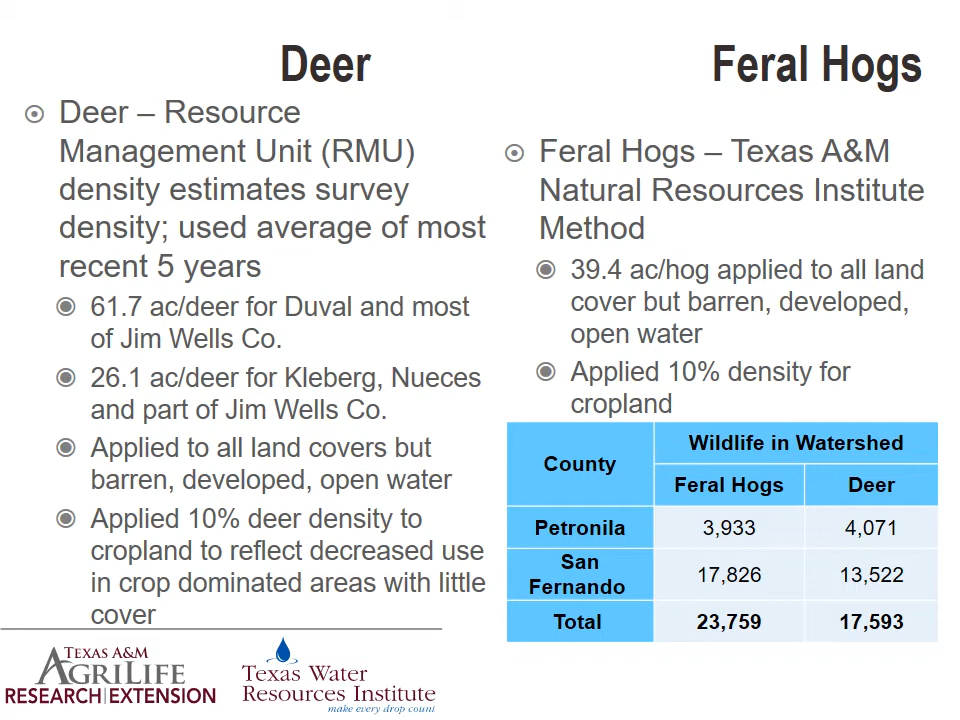 Deer
Deer – Resource
Management Unit (RMU)
density estimates survey
density; used average of most
recent 5 years
61.7 ac/deer for Duval and most
of Jim Wells Co.
26.1 ac/deer for Kleberg, Nueces
and part of Jim Wells Co.
Applied to all land covers but
barren, developed, open water
Applied 10% deer density to
cropland to reflect decreased use
in crop dominated areas with little
cover
Feral Hogs
Feral Hogs – Texas A&M
Natural Resources Institute
Method
39.4 ac/hog applied to all land
cover but barren, developed,
open water
Applied 10% density for
cropland
County
Wildlife in Watershed
Feral Hogs Deer
Petronila 3,933 4,071
San
Fernando 17,826 13,522
Total 23,759 17,593
TEXAS A&M
AGRILIFE
RESEARCH | EXTENSION
Texas Water
Resources Institute
make every drop count